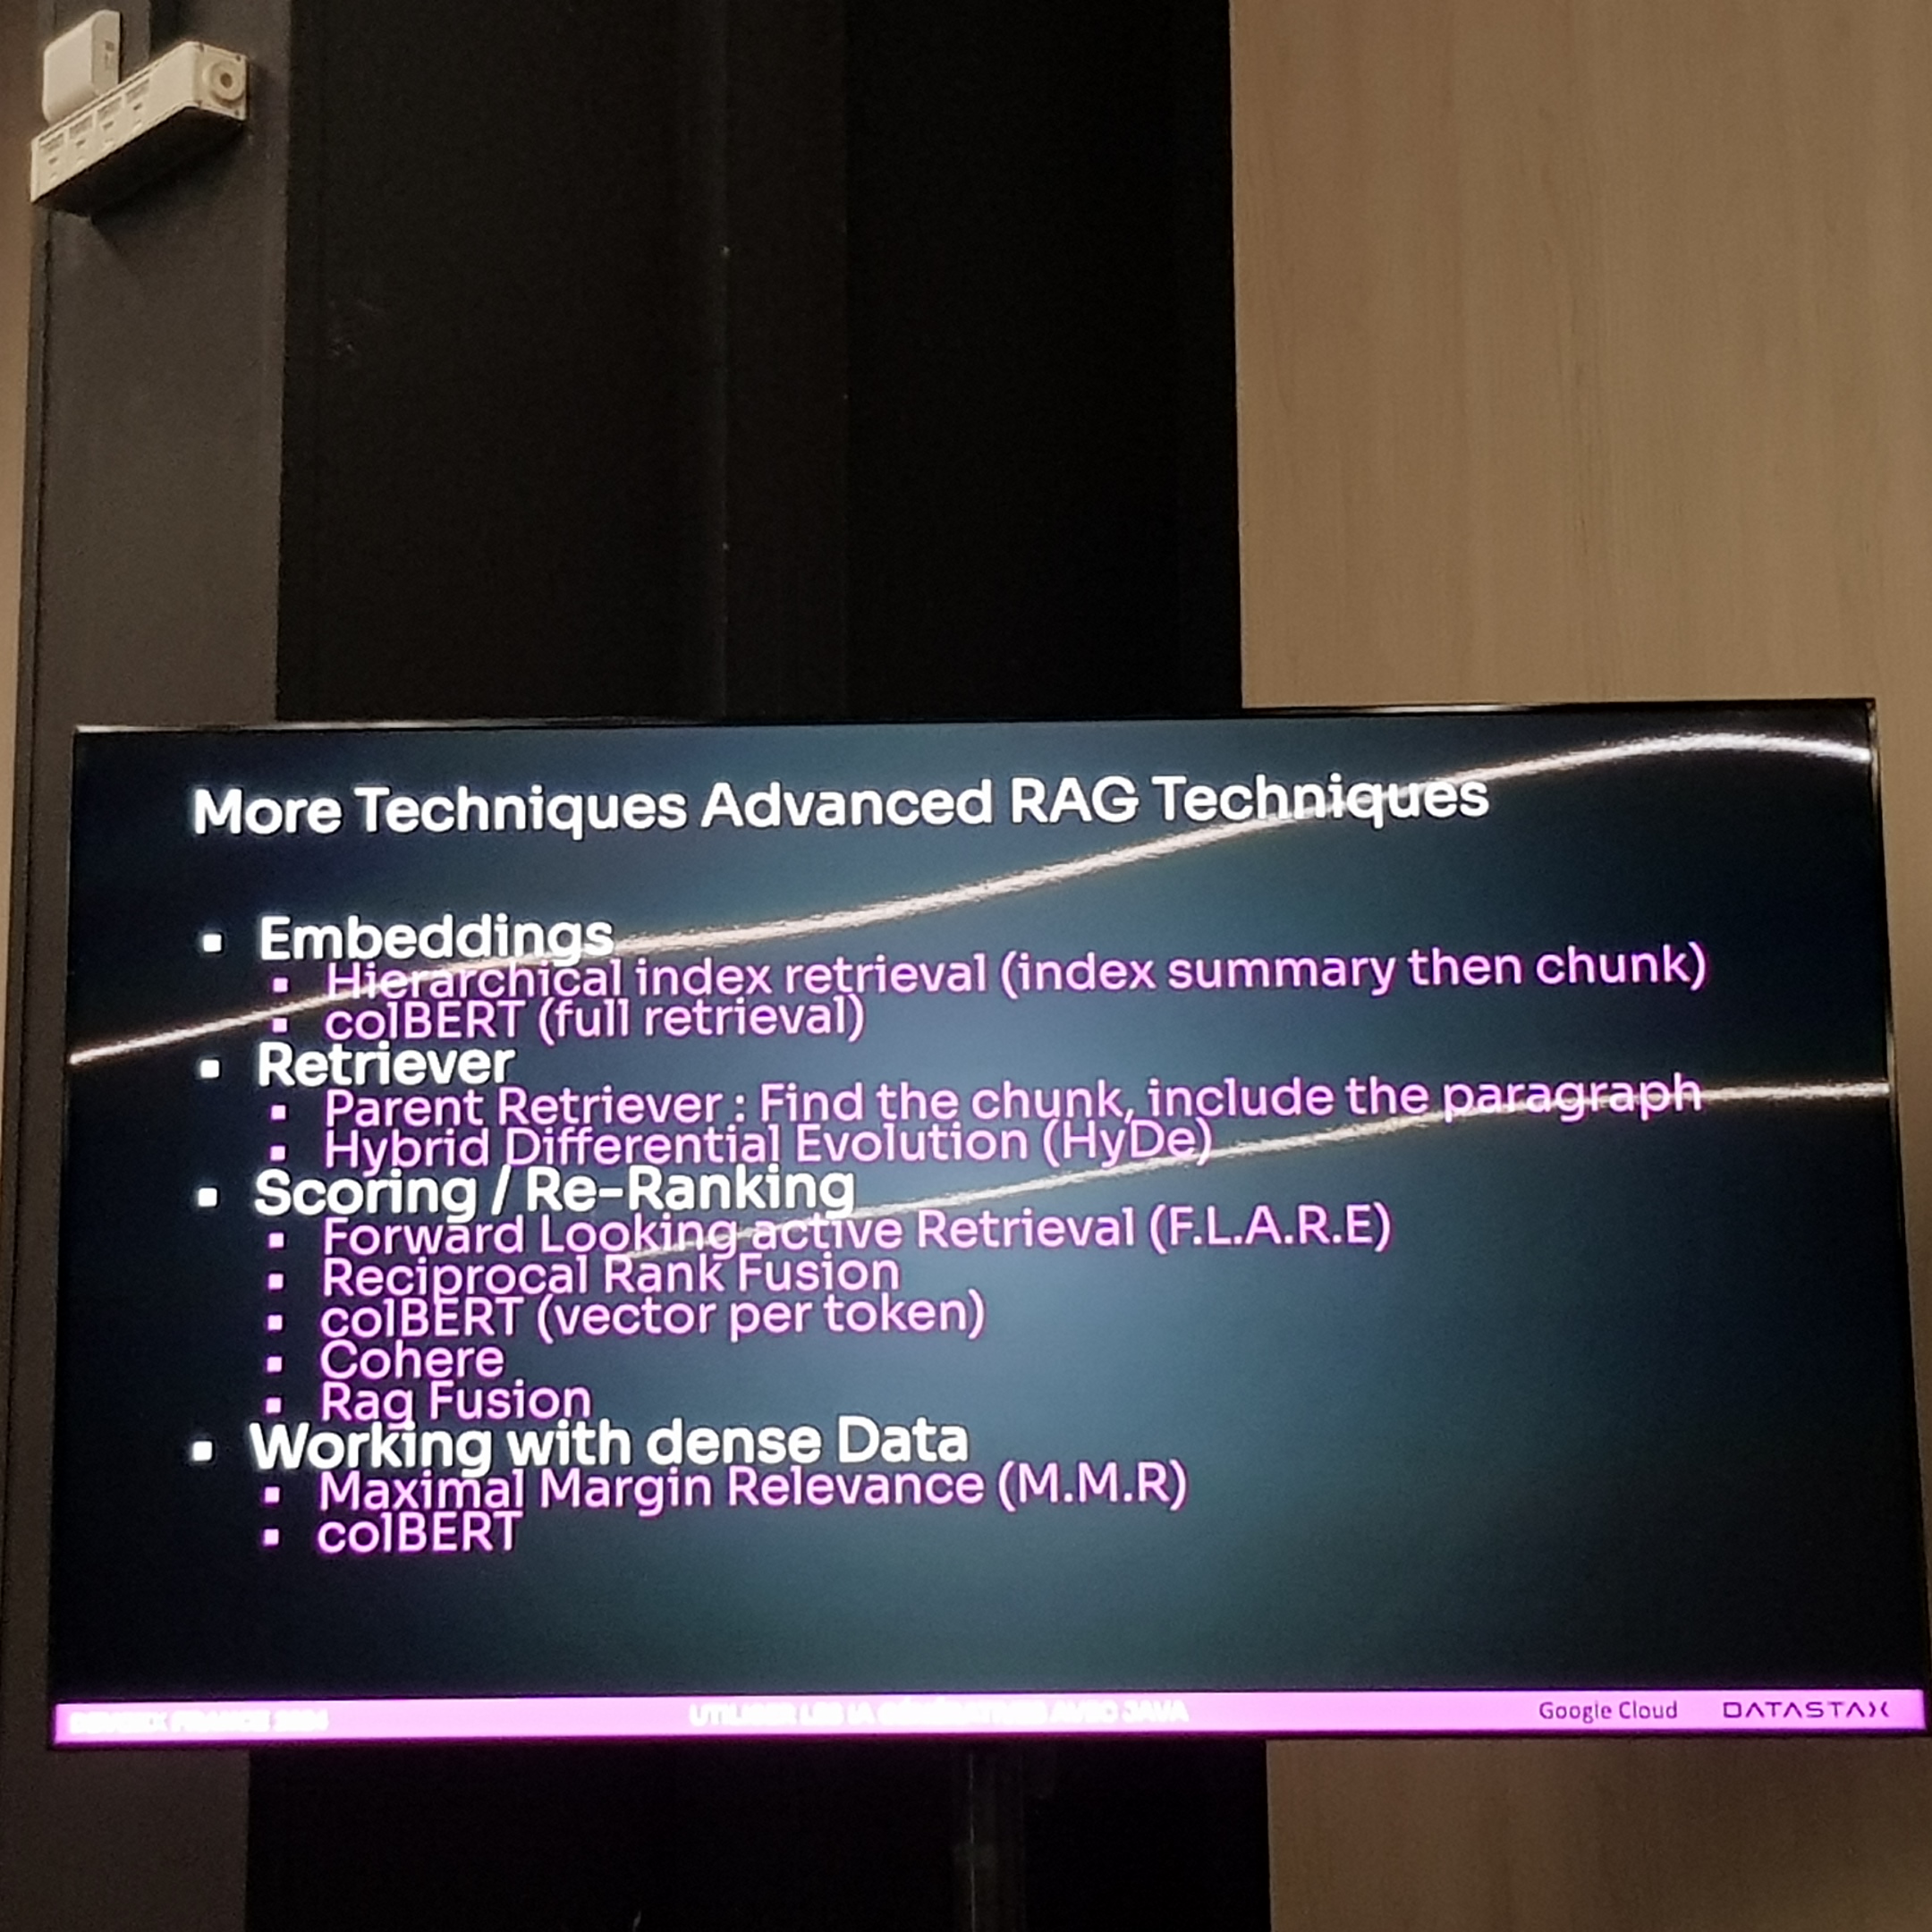 More Techniques Advanced RAG Techniques
▪ Embeddings
▪ Hierarchical index retrieval (index summary then chunk)
▪ colBERT (full retrieval)
▪ Retriever
▪ Parent Retriever : Find the chunk, include the paragraph
▪ Hybrid Differential Evolution (HyDe)
▪ Scoring / Re-Ranking
▪ Forward Looking active Retrieval (F.L.A.R.E)
▪ Reciprocal Rank Fusion
▪ colBERT (vector per token)
▪ Cohere
▪ Rag Fusion
▪ Working with dense Data
▪ Maximal Margin Relevance (M.M.R)
▪ colBERT
DEVOXX FRANCE 2024
UTILISER LES IA GÉNÉRATIVES AVEC JAVA
Google Cloud
DATASTAX